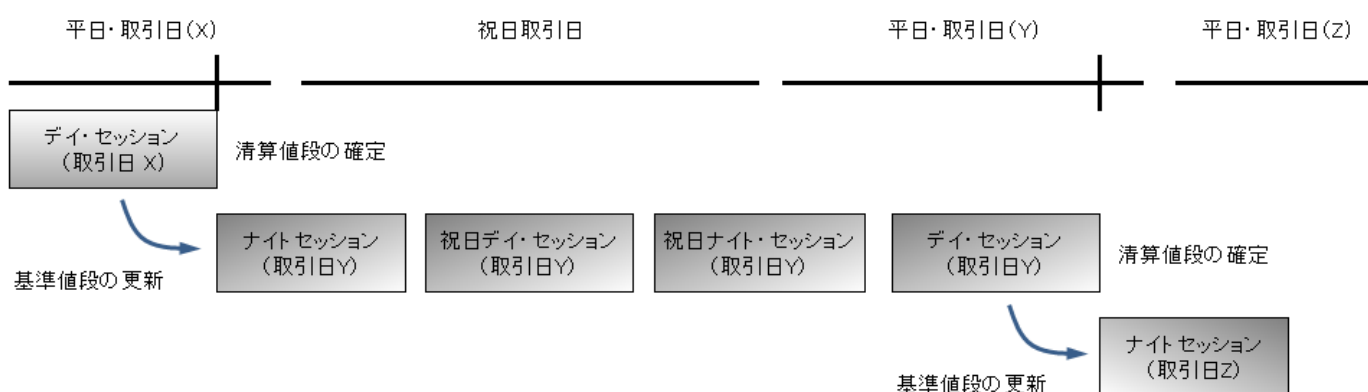 平日・取引日(X)
祝日取引日
平日・取引日(Y)
平日・取引日(Z)
デイ・セッション
(取引日 X)
清算値段の確定
基準値段の更新
ナイトセッション
(取引日Y)
祝日デイ・セッション
(取引日Y)
祝日ナイト・セッション
(取引日Y)
デイ・セッション
(取引日Y)
清算値段の確定
基準値段の更新
ナイトセッション
(取引日Z)